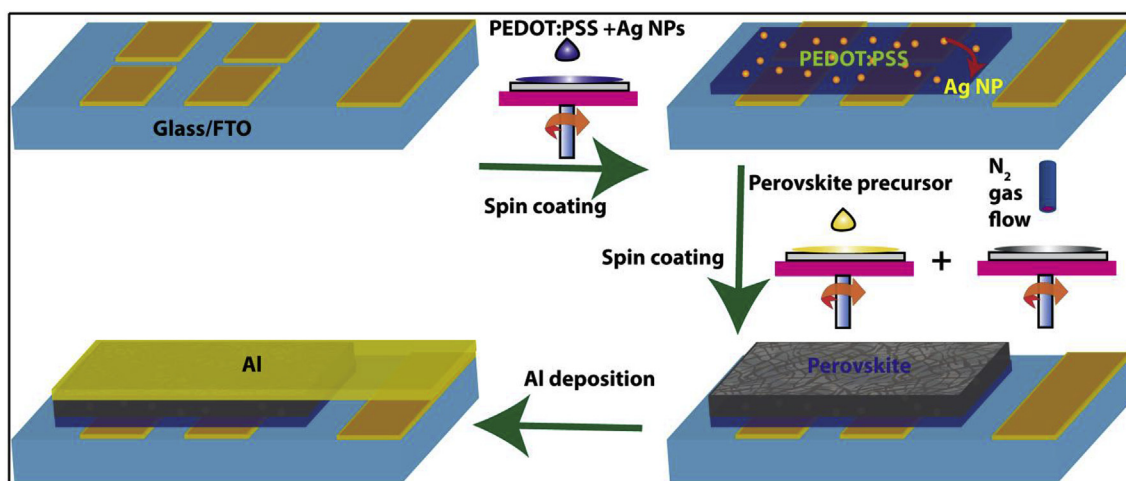 PEDOT:PSS +Ag NPs
Glass/FTO
Spin coating
PEDOT:PSS
Ag NP
Perovskite precursor
N2
gas
flow
Spin coating
+
Perovskite
Al deposition
Al